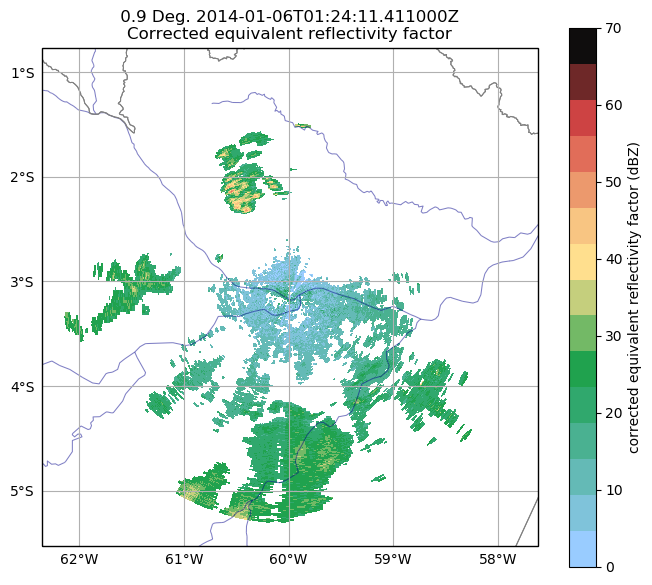 0.9 Deg. 2014-01-06T01:24:11.411000Z
Corrected equivalent reflectivity factor
1°S
2°S
3°S
4°S
5°S
62°W 61°W 60°W 59°W 58°W
70
60
50
40
30
20
10
0
corrected equivalent reflectivity factor (dBZ)